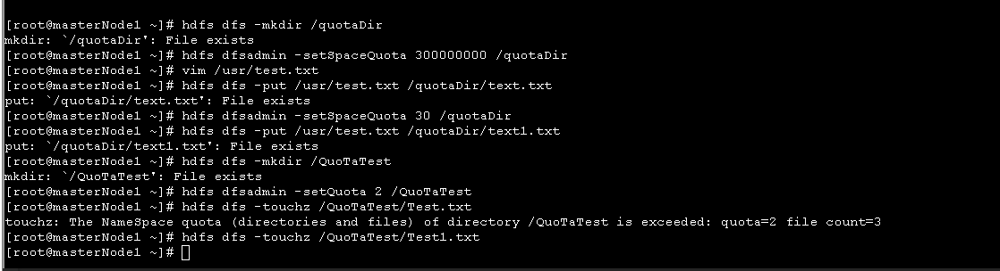 [root@masterNode1 ~]# hdfs dfs -mkdir /quotaDir
mkdir: `/quotaDir': File exists
[root@masterNode1 ~]# hdfs dfsadmin -setSpaceQuota 300000000 /quotaDir
[root@masterNode1 ~]# vim /usr/test.txt
[root@masterNode1 ~]# hdfs dfs -put /usr/test.txt /quotaDir/text.txt
put: `/quotaDir/text.txt': File exists
[root@masterNode1 ~]# hdfs dfsadmin -setSpaceQuota 30 /quotaDir
[root@masterNode1 ~]# hdfs dfs -put /usr/test.txt /quotaDir/text1.txt
put: `/quotaDir/text1.txt': File exists
[root@masterNode1 ~]# hdfs dfs -mkdir /QuoTaTest
mkdir: `/QuoTaTest': File exists
[root@masterNode1 ~]# hdfs dfsadmin -setQuota 2 /QuoTaTest
[root@masterNode1 ~]# hdfs dfs -touchz /QuoTaTest/Test.txt
touchz: The NameSpace quota (directories and files) of directory /QuoTaTest is exceeded: quota=2 file count=3
[root@masterNode1 ~]# hdfs dfs -touchz /QuoTaTest/Test1.txt
[root@masterNode1 ~]#